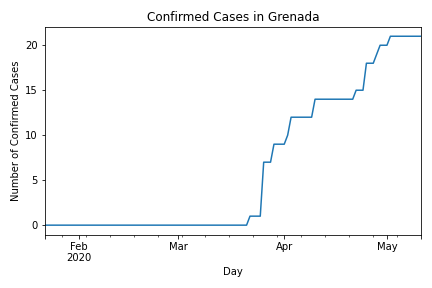 Confirmed Cases in Grenada
Number of Confirmed Cases
20
15
10
5
0
Feb Mar Apr May
2020
Day